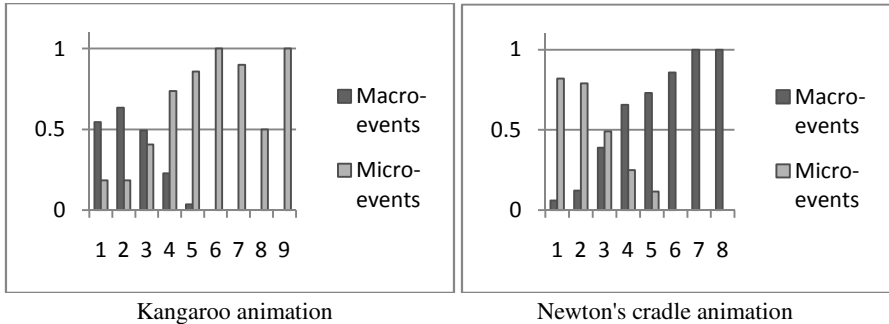 1
0.5
0
1 2 3 4 5 6 7 8 9
Macro-
events
Micro-
events
Kangaroo animation
1
0.5
0
1 2 3 4 5 6 7 8
Macro-
events
Micro-
events
Newton's cradle animation